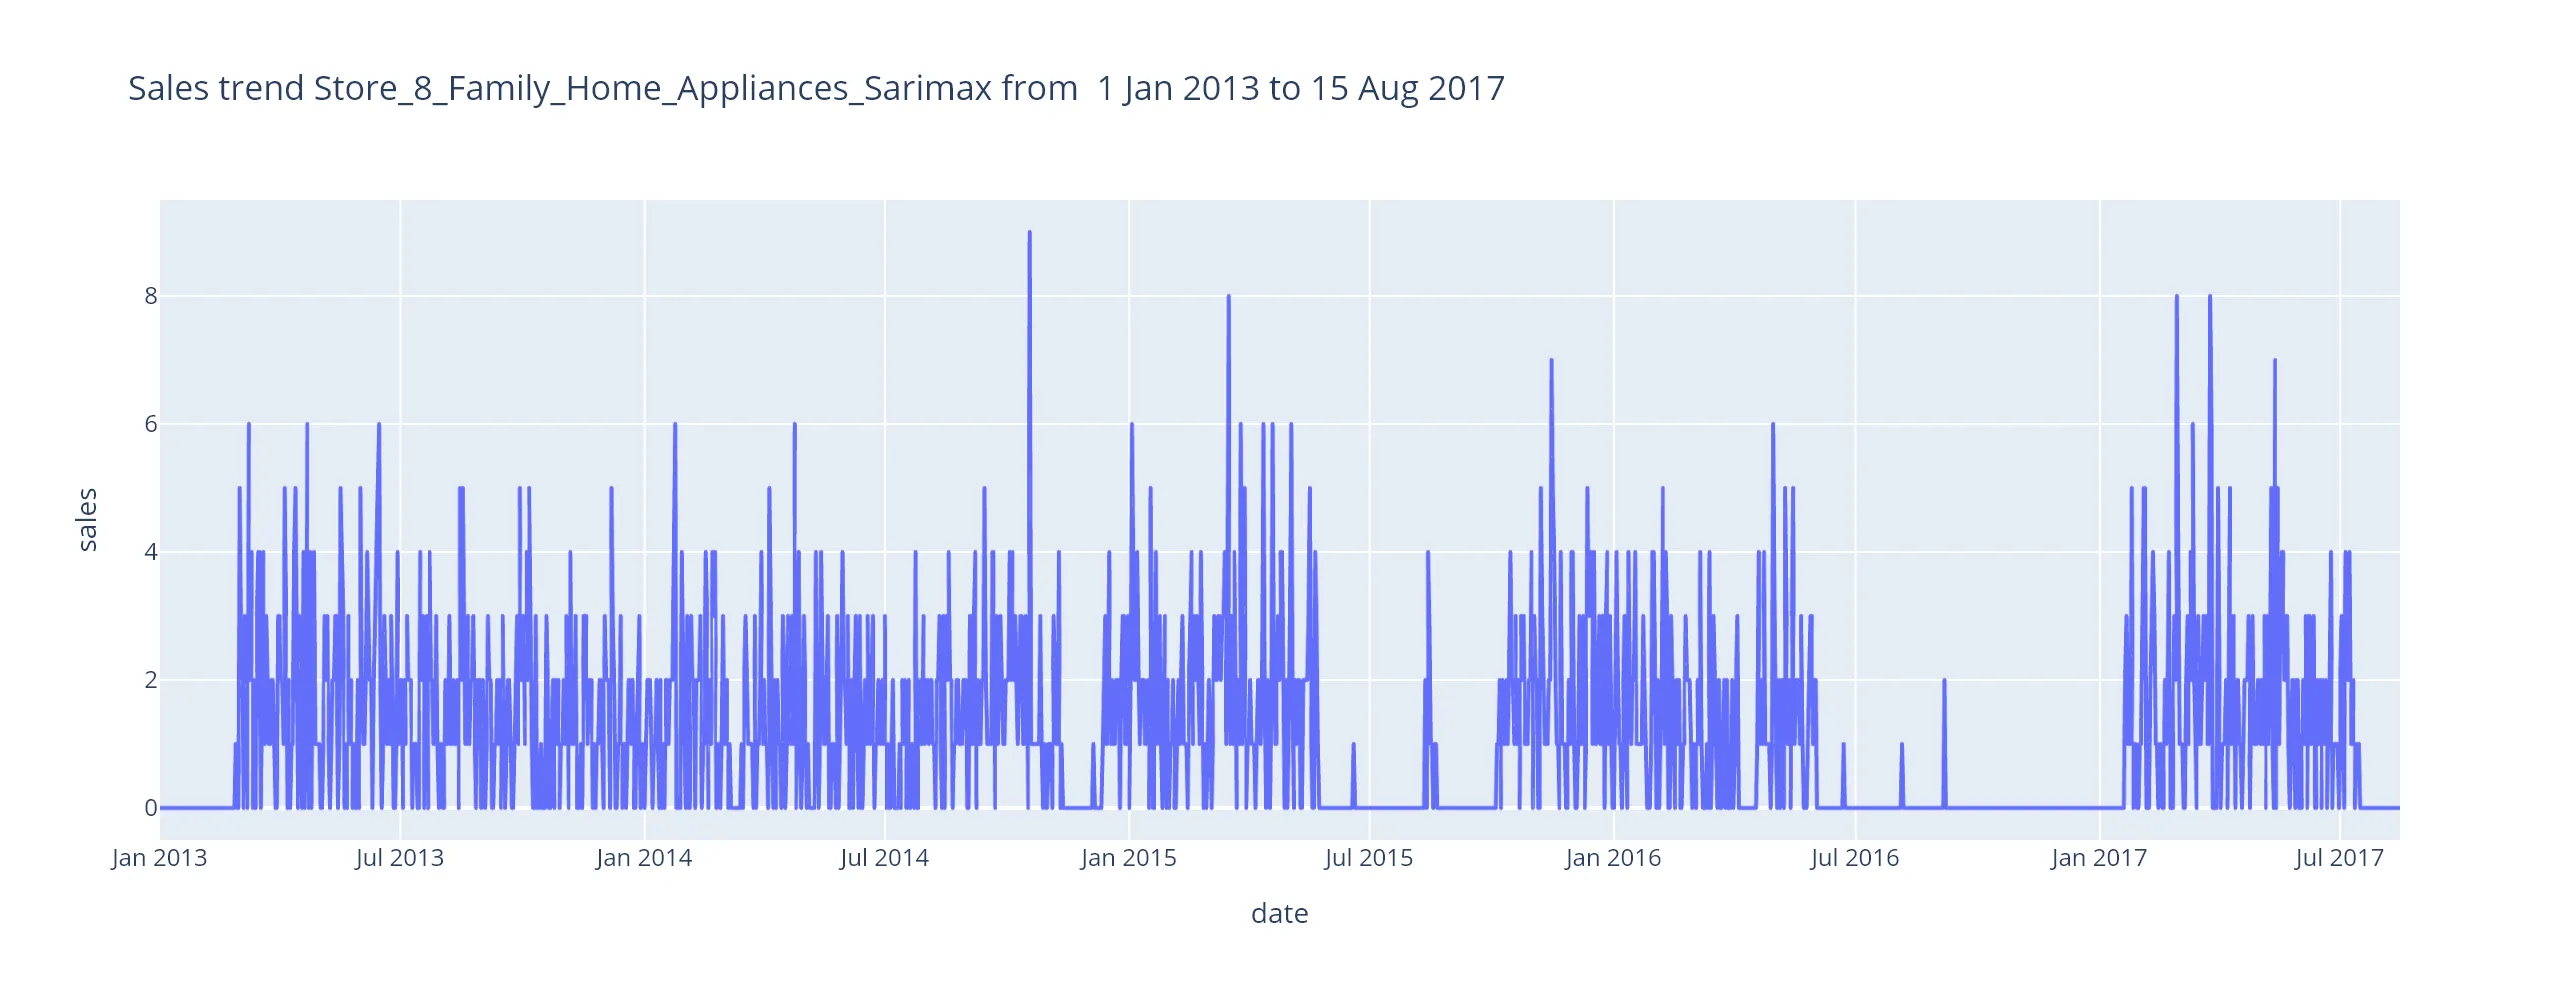 Sales trend Store_8_Family_Home_Appliances_Sarimax from  1 Jan 2013 to 15 Aug 2017
8
6
4
2
0
sales
Jan 2013 Jul 2013 Jan 2014 Jul 2014 Jan 2015 Jul 2015 Jan 2016 Jul 2016 Jan 2017 Jul 2017
date